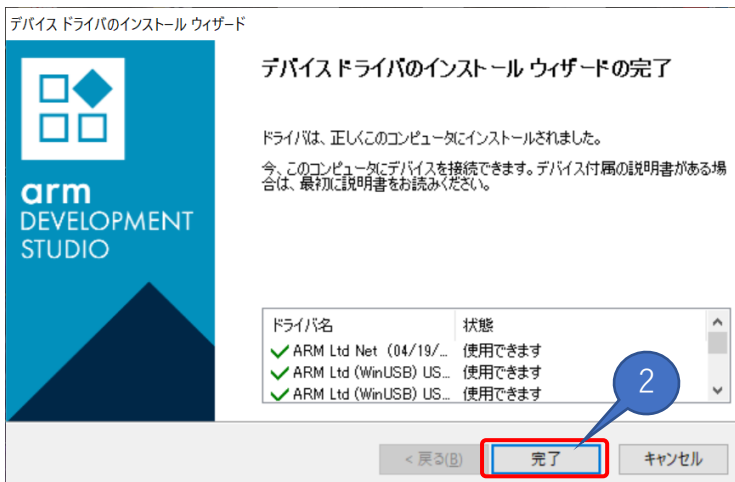 デバイス ドライバのインストール ウィザード
デバイス ドライバのインストール ウィザードの完了
ドライバは、正しくこのコンピュータにインストールされました。
今、このコンピュータにデバイスを接続できます。デバイス付属の説明書がある場
合は、最初に説明書をお読みください。
arm
DEVELOPMENT
STUDIO
ドライバ名 状態
ARM Ltd Net (04/19/... 使用できます
ARM Ltd (WinUSB) US... 使用できます
ARM Ltd (WinUSB) US... 使用できます
2
< 戻る(B) 完了 キャンセル